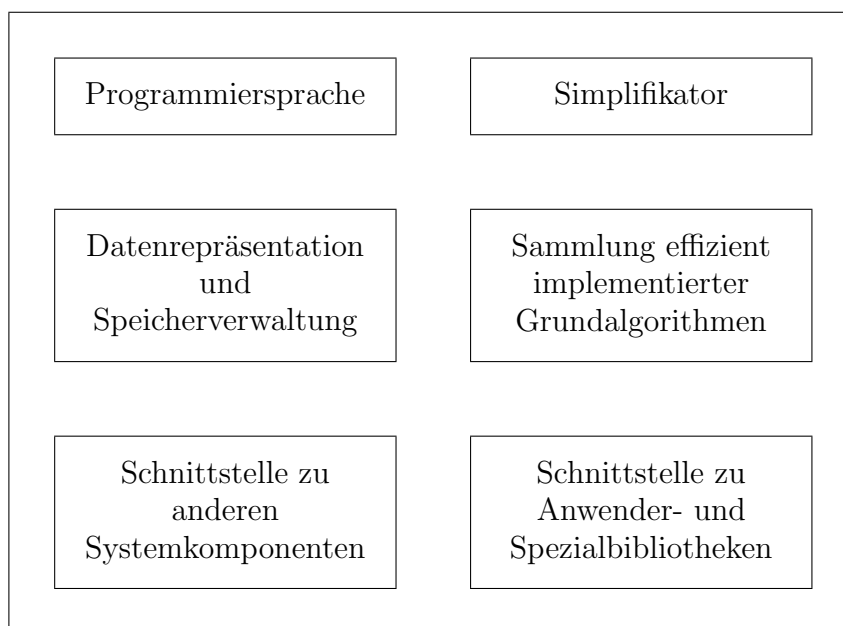 Programmiersprache
Simplifikator
Datenrepräsentation
und
Speicherverwaltung
Sammlung effizient
implementierter
Grundalgorithmen
Schnittstelle zu
anderen
Systemkomponenten
Schnittstelle zu
Anwender- und
Spezialbibliotheken